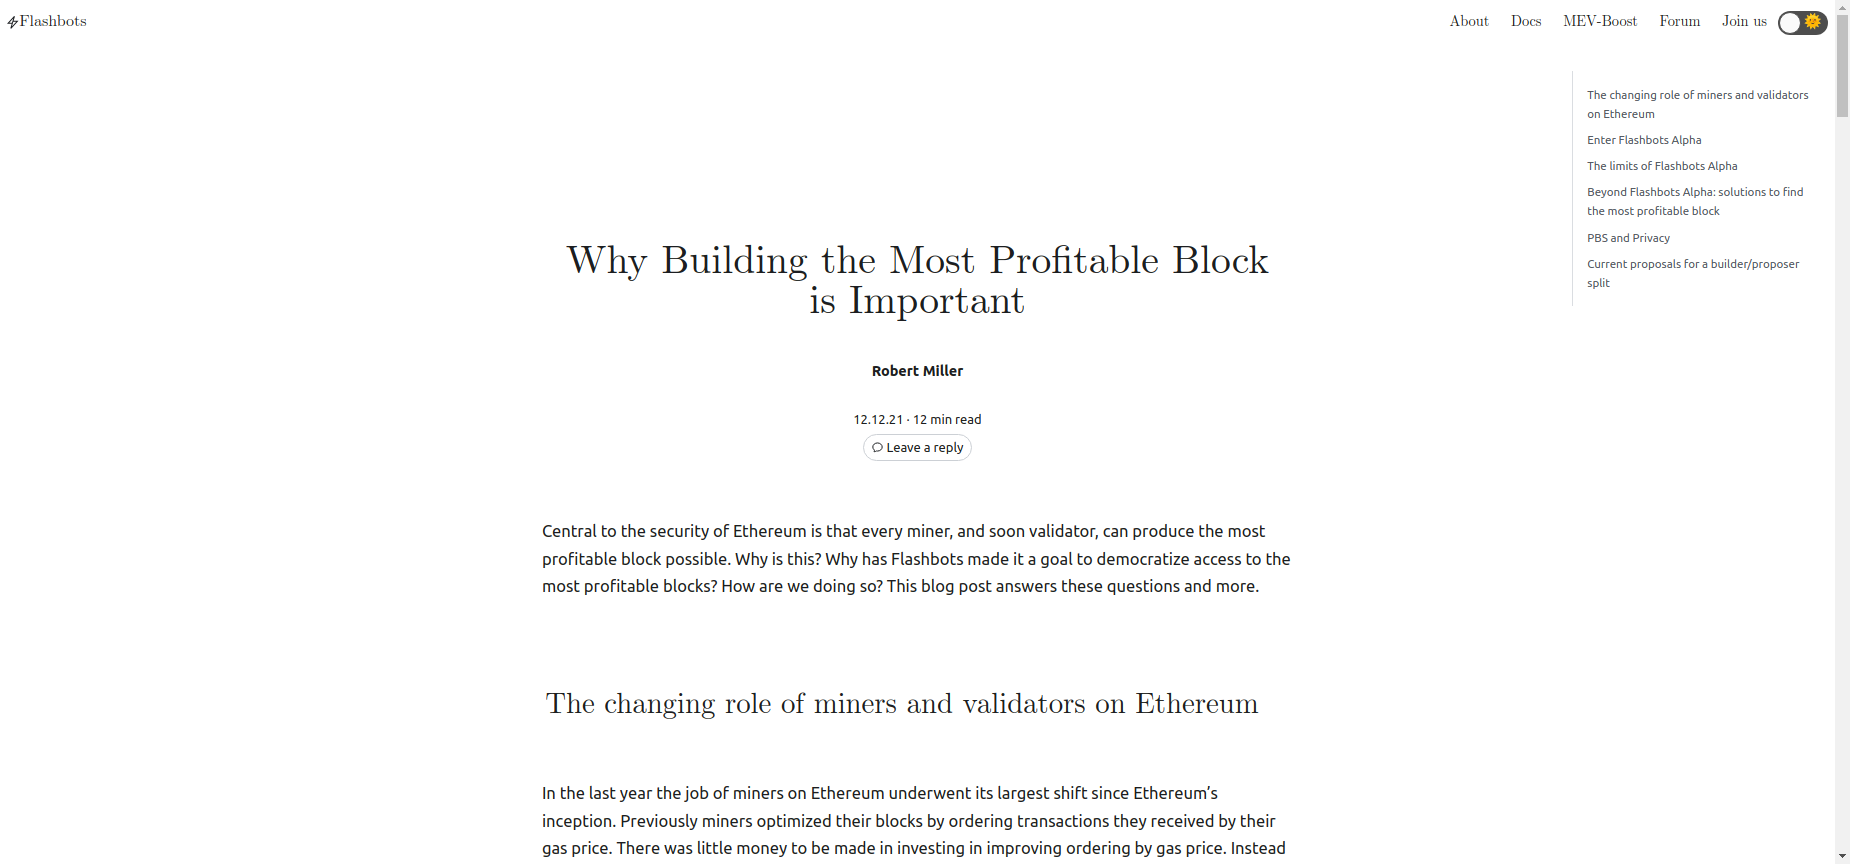 Flashbots
About Docs MEV-Boost Forum Join us
The changing role of miners and validators
on Ethereum
Enter Flashbots Alpha
The limits of Flashbots Alpha
Beyond Flashbots Alpha: solutions to find
the most profitable block
PBS and Privacy
Current proposals for a builder/proposer
split
Why Building the Most Profitable Block
is Important
Robert Miller
12.12.21 · 12 min read
Leave a reply
Central to the security of Ethereum is that every miner, and soon validator, can produce the most
profitable block possible. Why is this? Why has Flashbots made it a goal to democratize access to the
most profitable blocks? How are we doing so? This blog post answers these questions and more.
The changing role of miners and validators on Ethereum
In the last year the job of miners on Ethereum underwent its largest shift since Ethereum’s
inception. Previously miners optimized their blocks by ordering transactions they received by their
gas price. There was little money to be made in investing in improving ordering by gas price. Instead